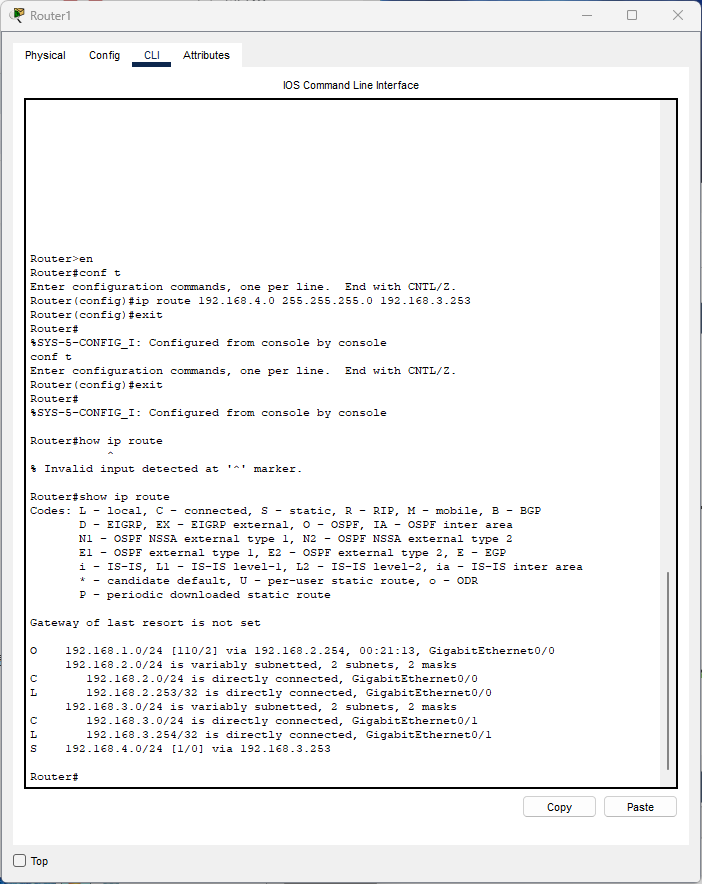 Router1
Physical Config CLI Attributes
IOS Command Line Interface
Router>en
Router#conf t
Enter configuration commands, one per line.  End with CNTL/Z.
Router(config)#ip route 192.168.4.0 255.255.255.0 192.168.3.253
Router(config)#exit
Router#
%SYS-5-CONFIG_I: Configured from console by console
conf t
Enter configuration commands, one per line.  End with CNTL/Z.
Router(config)#exit
Router#
%SYS-5-CONFIG_I: Configured from console by console
Router#how ip route
^
% Invalid input detected at '^' marker.
Router#show ip route
Codes: L - local, C - connected, S - static, R - RIP, M - mobile, B - BGP
D - EIGRP, EX - EIGRP external, O - OSPF, IA - OSPF inter area
N1 - OSPF NSSA external type 1, N2 - OSPF NSSA external type 2
E1 - OSPF external type 1, E2 - OSPF external type 2, E - EGP
i - IS-IS, L1 - IS-IS level-1, L2 - IS-IS level-2, ia - IS-IS inter area
* - candidate default, U - per-user static route, o - ODR
P - periodic downloaded static route
Gateway of last resort is not set
O    192.168.1.0/24 [110/2] via 192.168.2.254, 00:21:13, GigabitEthernet0/0
192.168.2.0/24 is variably subnetted, 2 subnets, 2 masks
C       192.168.2.0/24 is directly connected, GigabitEthernet0/0
L       192.168.2.253/32 is directly connected, GigabitEthernet0/0
192.168.3.0/24 is variably subnetted, 2 subnets, 2 masks
C       192.168.3.0/24 is directly connected, GigabitEthernet0/1
L       192.168.3.254/32 is directly connected, GigabitEthernet0/1
S    192.168.4.0/24 [1/0] via 192.168.3.253
Router#
Copy Paste
Top